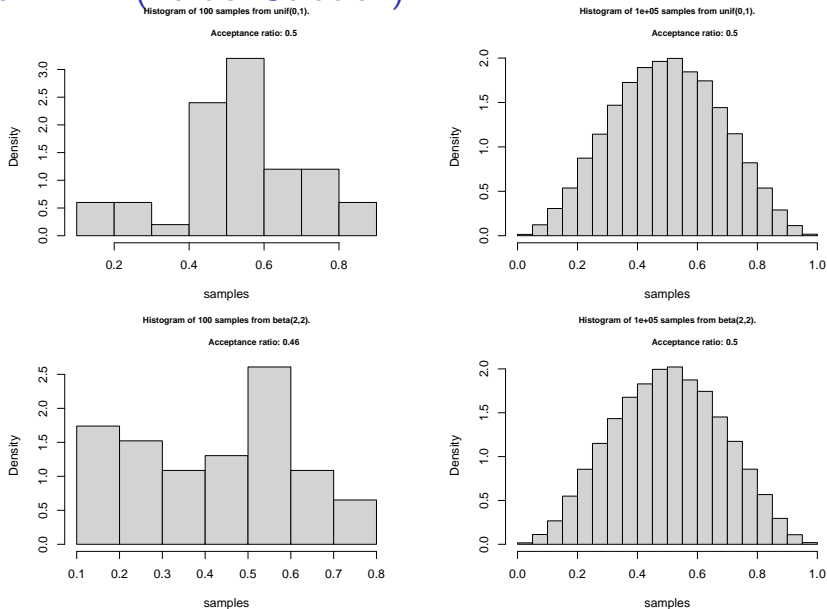 Histogram of 100 samples from unif(0,1).
Acceptance ratio: 0.5
Density
0.0 0.5 1.0 1.5 2.0 2.5 3.0
0.2 0.4 0.6 0.8
samples
Histogram of 1e+05 samples from unif(0,1).
Acceptance ratio: 0.5
Density
0.0 0.5 1.0 1.5 2.0
0.0 0.2 0.4 0.6 0.8 1.0
samples
Histogram of 100 samples from beta(2,2).
Acceptance ratio: 0.46
Density
0.0 0.5 1.0 1.5 2.0 2.5
0.1 0.2 0.3 0.4 0.5 0.6 0.7 0.8
samples
Histogram of 1e+05 samples from beta(2,2).
Acceptance ratio: 0.5
Density
0.0 0.5 1.0 1.5 2.0
0.0 0.2 0.4 0.6 0.8 1.0
samples